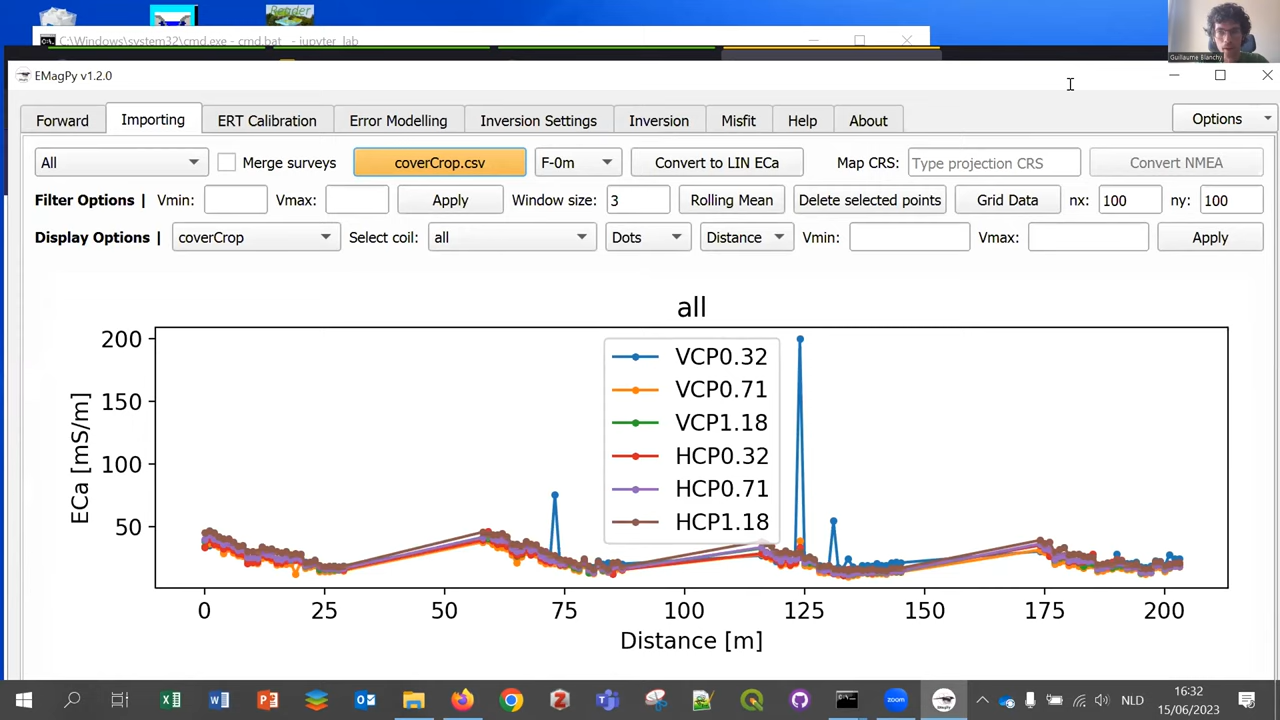 Reader
C:\Windows\system32\cmd.exe - cmd.bat - jupyter lab
Guillaume Blanchy
EMagPy v1.2.0
Forward Importing ERT Calibration Error Modelling Inversion Settings Inversion Misfit Help About Options
All Merge surveys coverCrop.csv F-0m Convert to LIN ECa Map CRS: Type projection CRS Convert NMEA
Filter Options | Vmin: Vmax: Apply Window size: 3 Rolling Mean Delete selected points Grid Data nx: 100 ny: 100
Display Options | coverCrop Select coil: all Dots Distance Vmin: Vmax: Apply
all
200
150
100
50
ECa [mS/m]
VCP0.32
VCP0.71
VCP1.18
HCP0.32
HCP0.71
HCP1.18
0 25 50 75 100 125 150 175 200
Distance [m]
NLD
16:32
15/06/2023